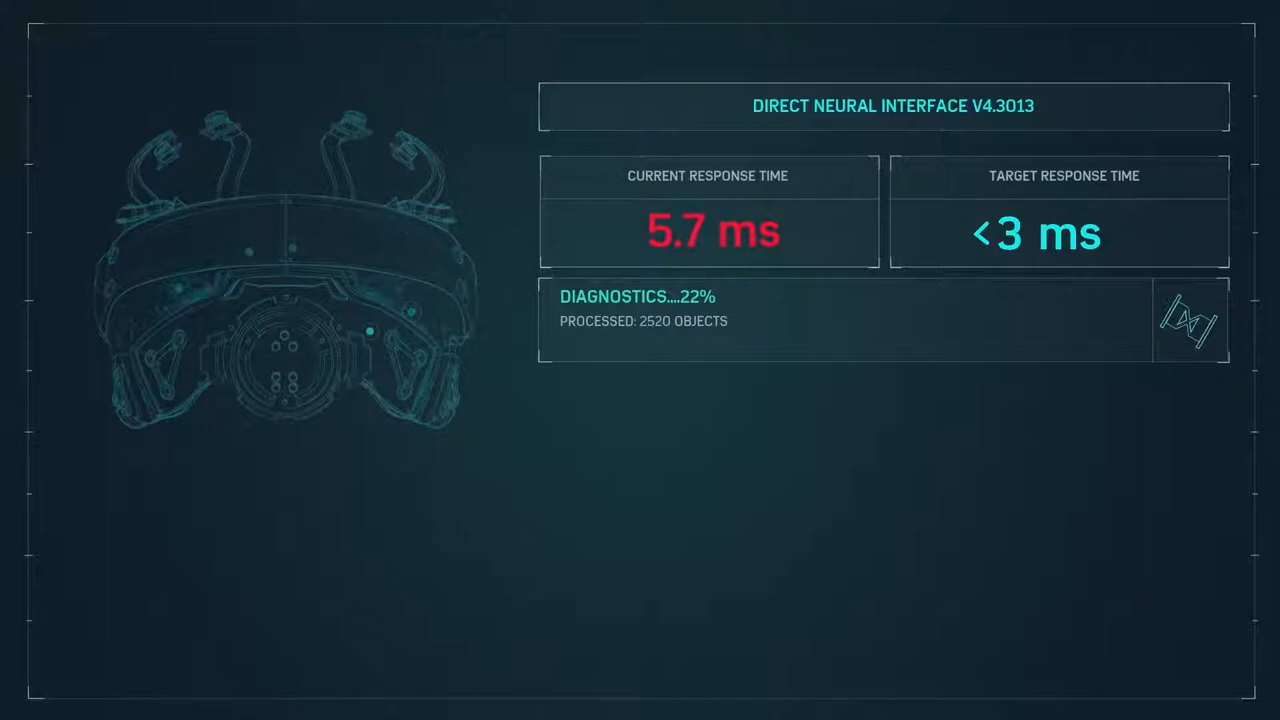 DIRECT NEURAL INTERFACE V4.3013
CURRENT RESPONSE TIME
5.7 ms
TARGET RESPONSE TIME
<3 ms
DIAGNOSTICS....22%
PROCESSED: 2520 OBJECTS